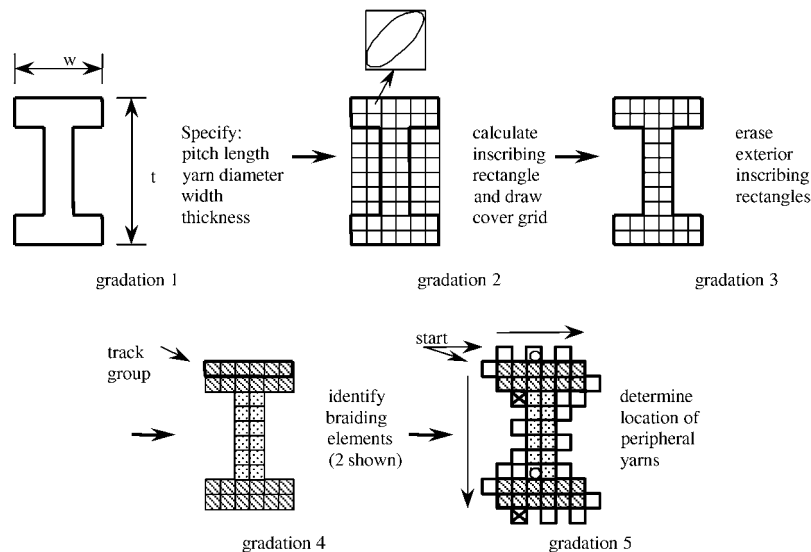 w
t
Specify:
pitch length
yarn diameter
width
thickness
calculate
inscribing
rectangle
and draw
cover grid
erase
exterior
inscribing
rectangles
gradation 1
gradation 2
gradation 3
track
group
identify
braiding
elements
(2 shown)
start
determine
location of
peripheral
yarns
gradation 4
gradation 5